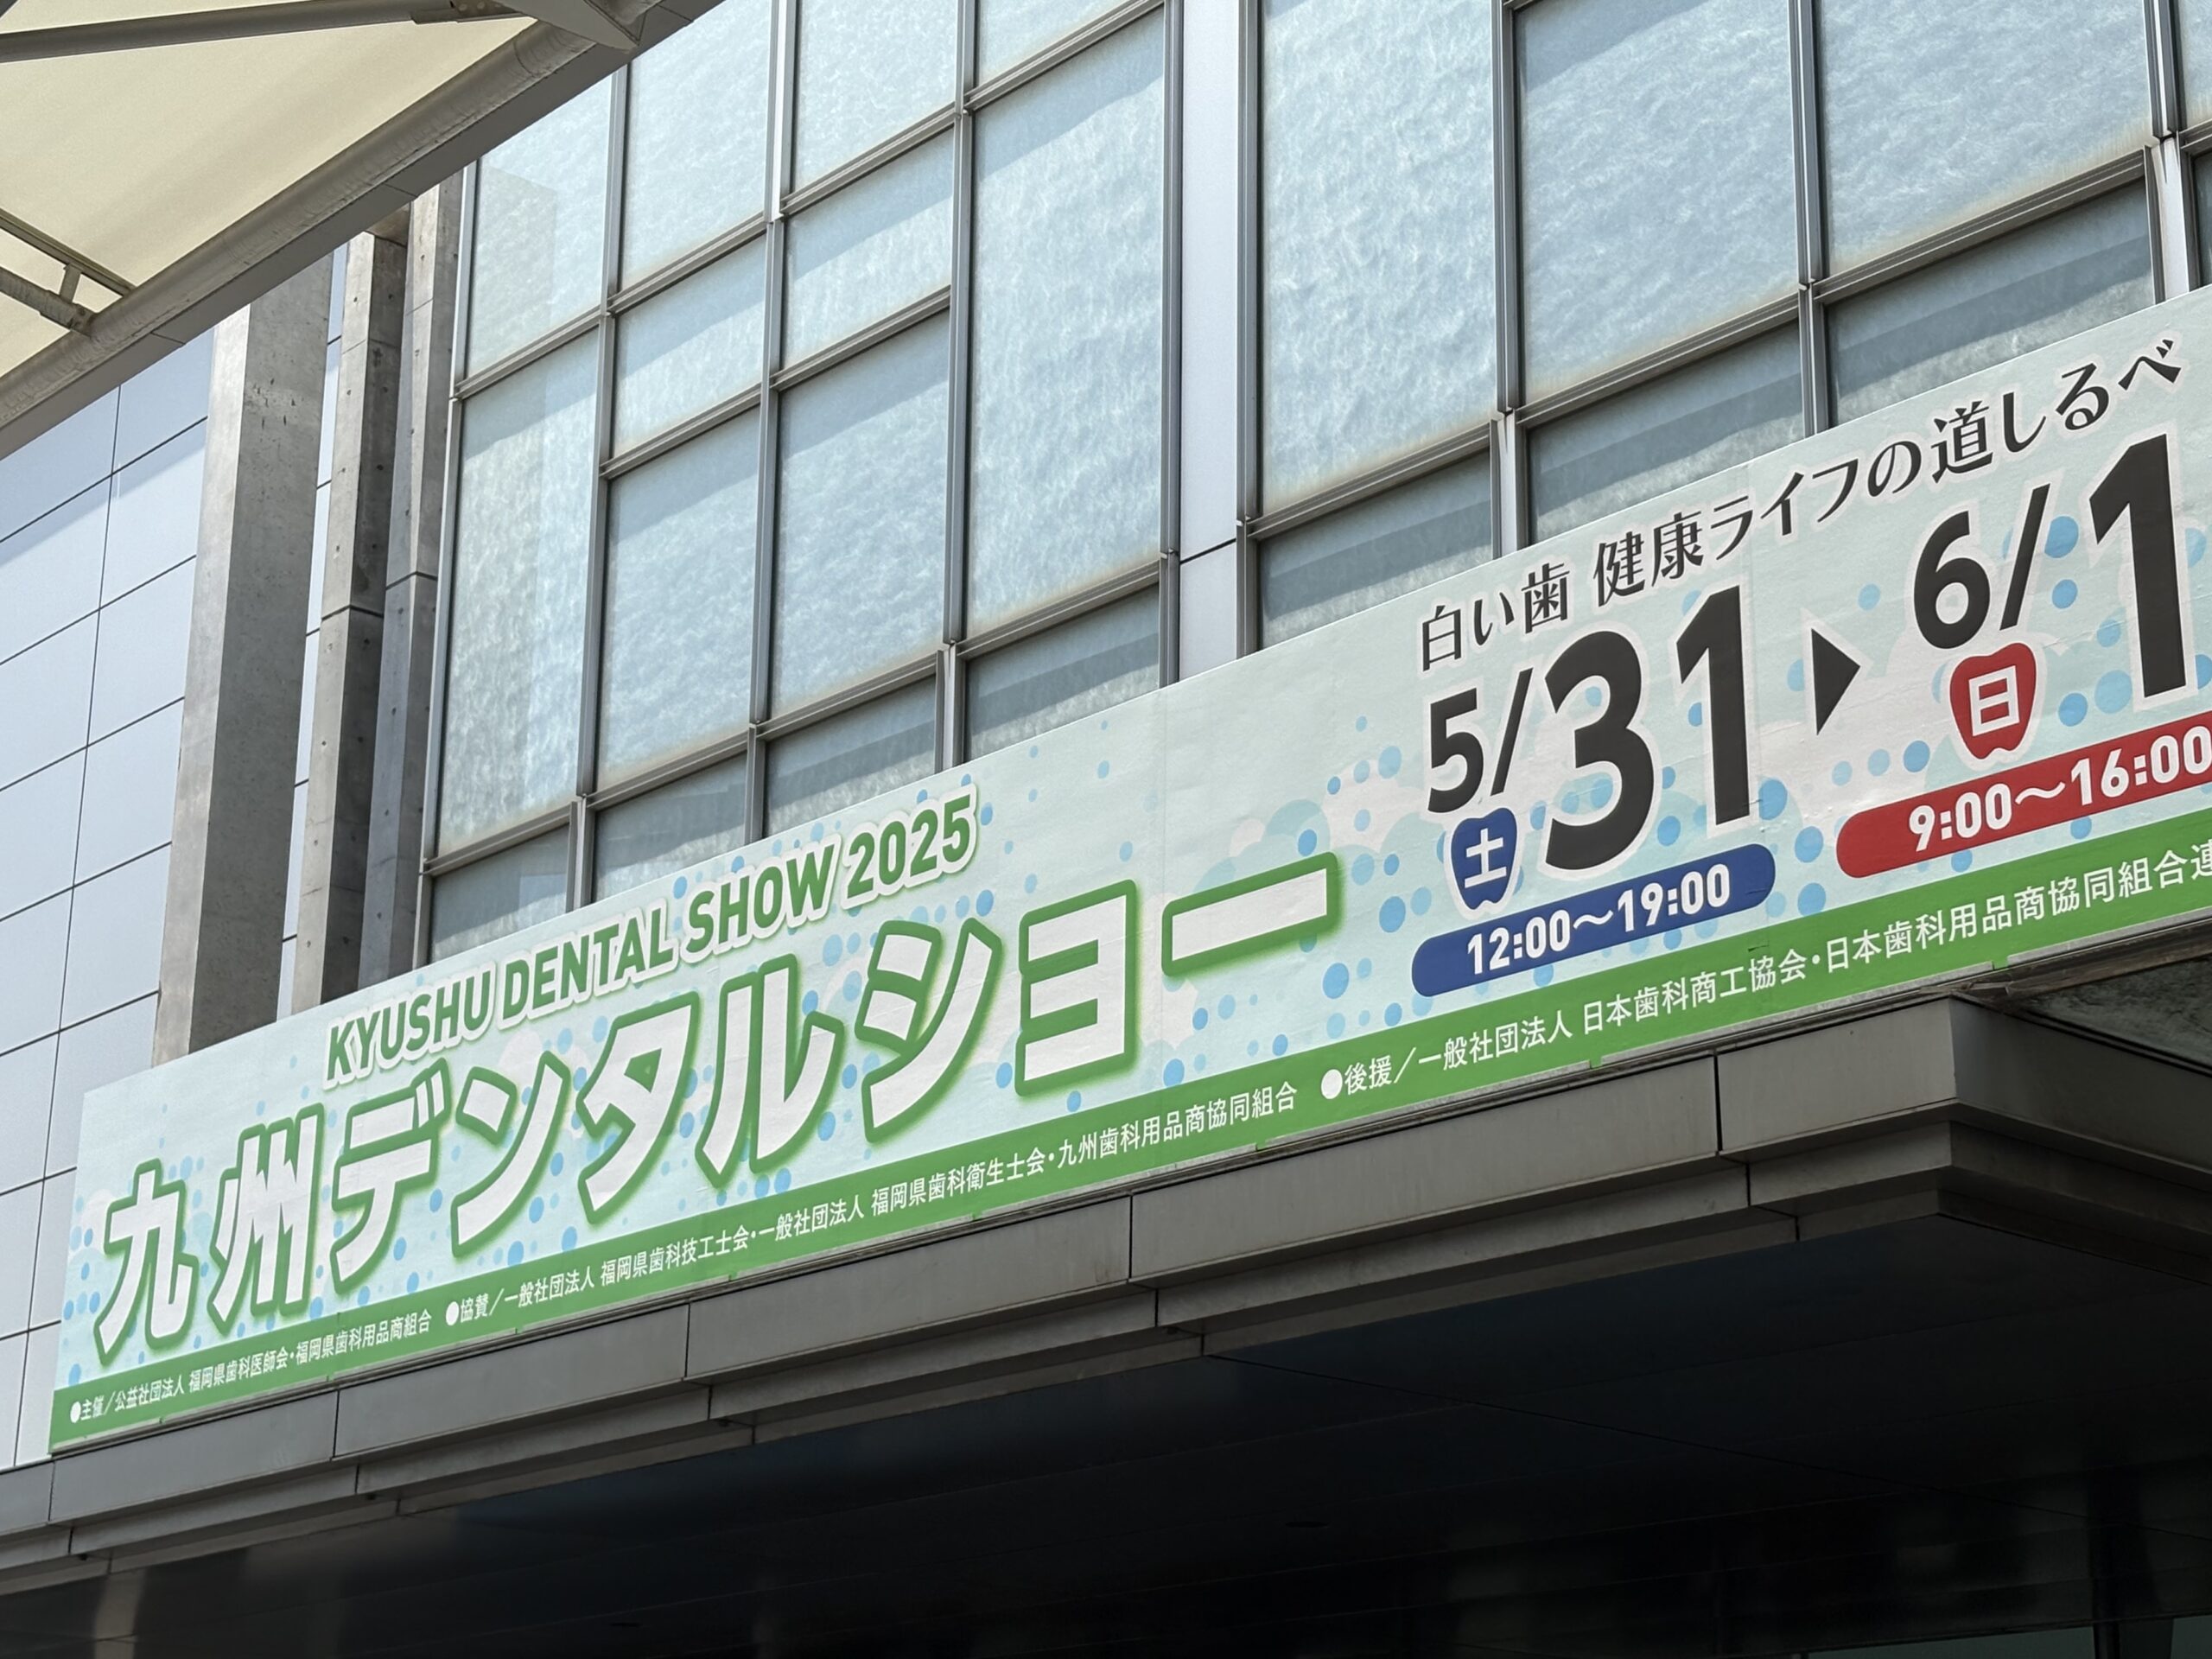 白い歯 健康ライフの道しるべ
KYUSHU DENTAL SHOW 2025
九州デンタルショー
5/31 土 ▶ 6/1 日
12:00〜19:00
9:00〜16:00
●主催/公益社団法人 福岡県歯科医師会・福岡県歯科用品商組合 ●協賛/一般社団法人 福岡県歯科技工士会・一般社団法人 福岡県歯科衛生士会・九州歯科用品商協同組合 ●後援/一般社団法人 日本歯科商工協会・日本歯科用品商協同組合連